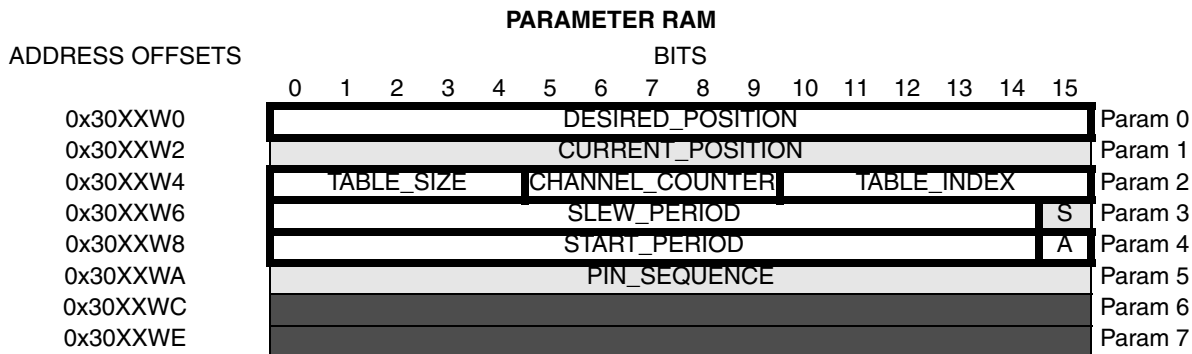 PARAMETER RAM
ADDRESS OFFSETS BITS
0 1 2 3 4 5 6 7 8 9 10 11 12 13 14 15
0x30XXW0 DESIRED_POSITION Param 0
0x30XXW2 CURRENT_POSITION Param 1
0x30XXW4 TABLE_SIZE CHANNEL_COUNTER TABLE_INDEX Param 2
0x30XXW6 SLEW_PERIOD S Param 3
0x30XXW8 START_PERIOD A Param 4
0x30XXWA PIN_SEQUENCE Param 5
0x30XXWC Param 6
0x30XXWE Param 7